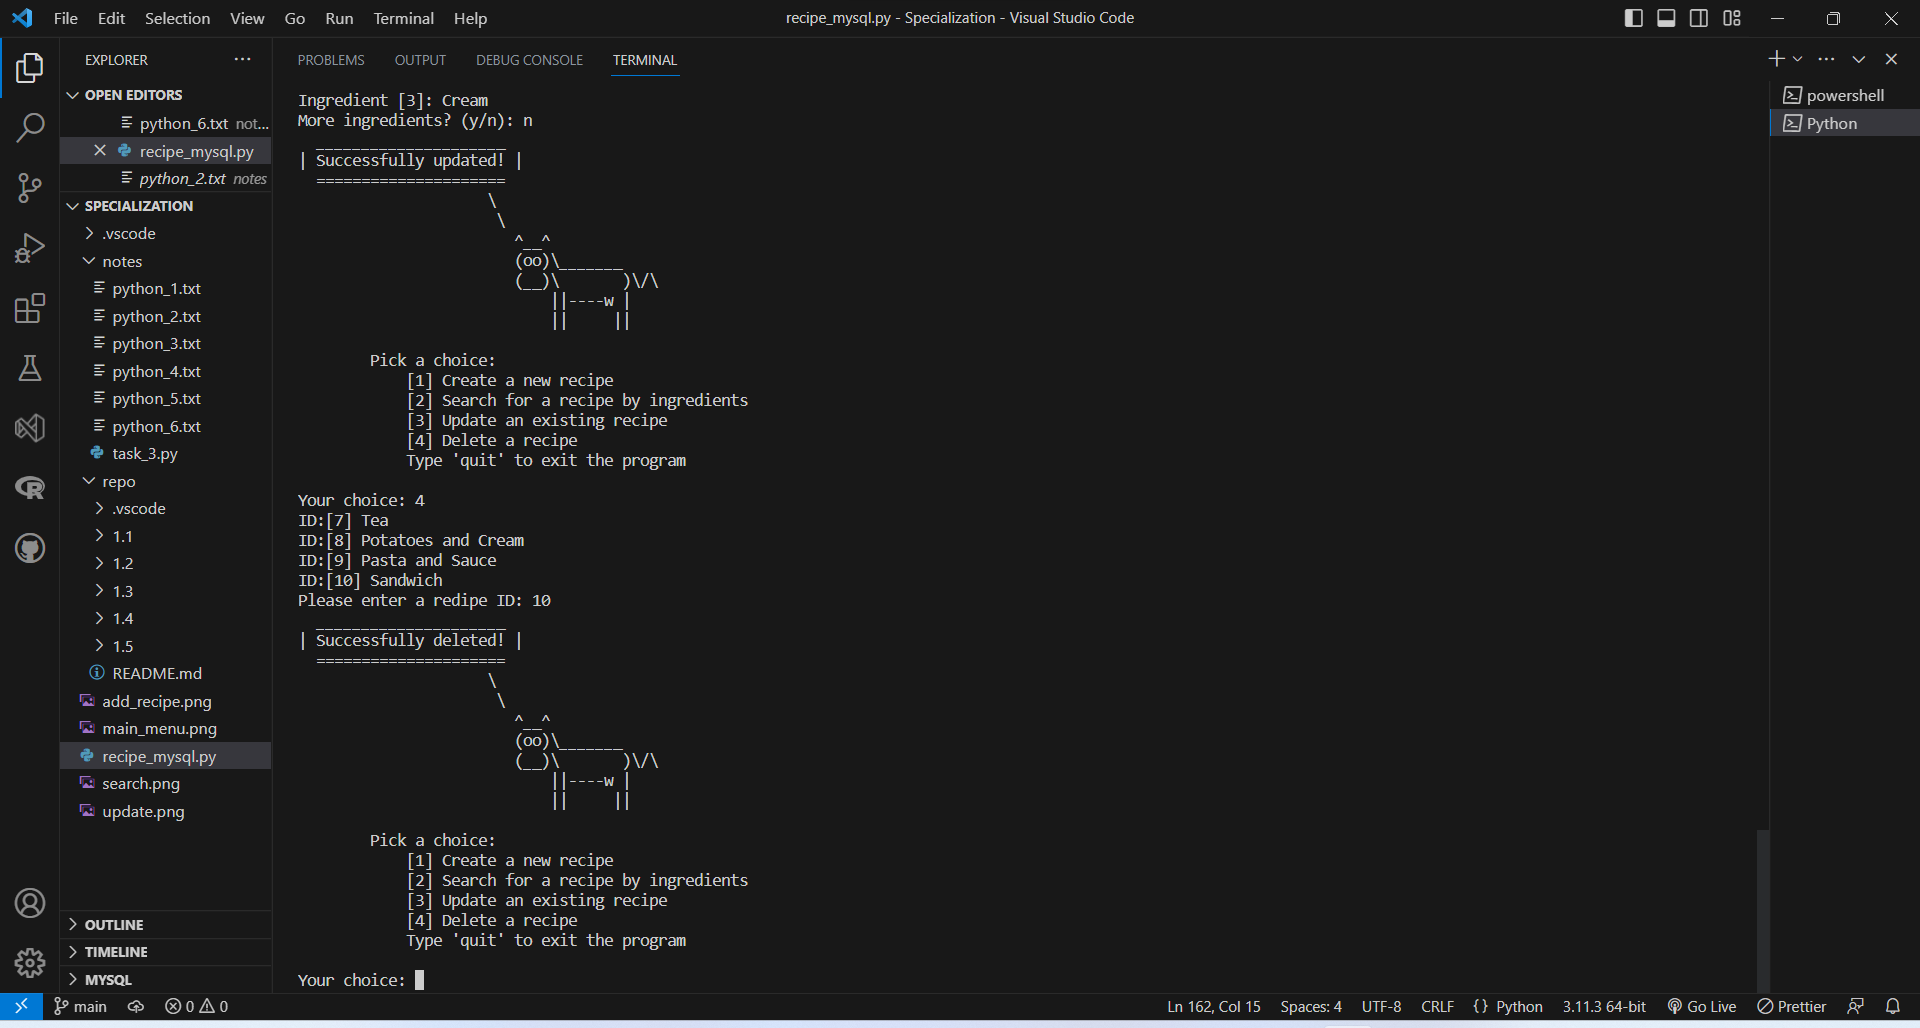 File Edit Selection View Go Run Terminal Help
recipe_mysql.py - Specialization - Visual Studio Code
EXPLORER
OPEN EDITORS
python_6.txt not...
recipe_mysql.py
python_2.txt notes
SPECIALIZATION
.vscode
notes
python_1.txt
python_2.txt
python_3.txt
python_4.txt
python_5.txt
python_6.txt
task_3.py
repo
.vscode
1.1
1.2
1.3
1.4
1.5
README.md
add_recipe.png
main_menu.png
recipe_mysql.py
search.png
update.png
OUTLINE
TIMELINE
MYSQL
PROBLEMS OUTPUT DEBUG CONSOLE TERMINAL
Ingredient [3]: Cream
More ingredients? (y/n): n
  _____________________
| Successfully updated! |
  =====================
                     \
                      \
                        ^__^
                        (oo)\_______
                        (__)\       )\/\
                            ||----w |
                            ||     ||
Pick a choice:
[1] Create a new recipe
[2] Search for a recipe by ingredients
[3] Update an existing recipe
[4] Delete a recipe
Type 'quit' to exit the program
Your choice: 4
ID:[7] Tea
ID:[8] Potatoes and Cream
ID:[9] Pasta and Sauce
ID:[10] Sandwich
Please enter a redipe ID: 10
  _____________________
| Successfully deleted! |
  =====================
                     \
                      \
                        ^__^
                        (oo)\_______
                        (__)\       )\/\
                            ||----w |
                            ||     ||
Pick a choice:
[1] Create a new recipe
[2] Search for a recipe by ingredients
[3] Update an existing recipe
[4] Delete a recipe
Type 'quit' to exit the program
Your choice:
powershell
Python
main 0 0
Ln 162, Col 15 Spaces: 4 UTF-8 CRLF {} Python 3.11.3 64-bit Go Live Prettier